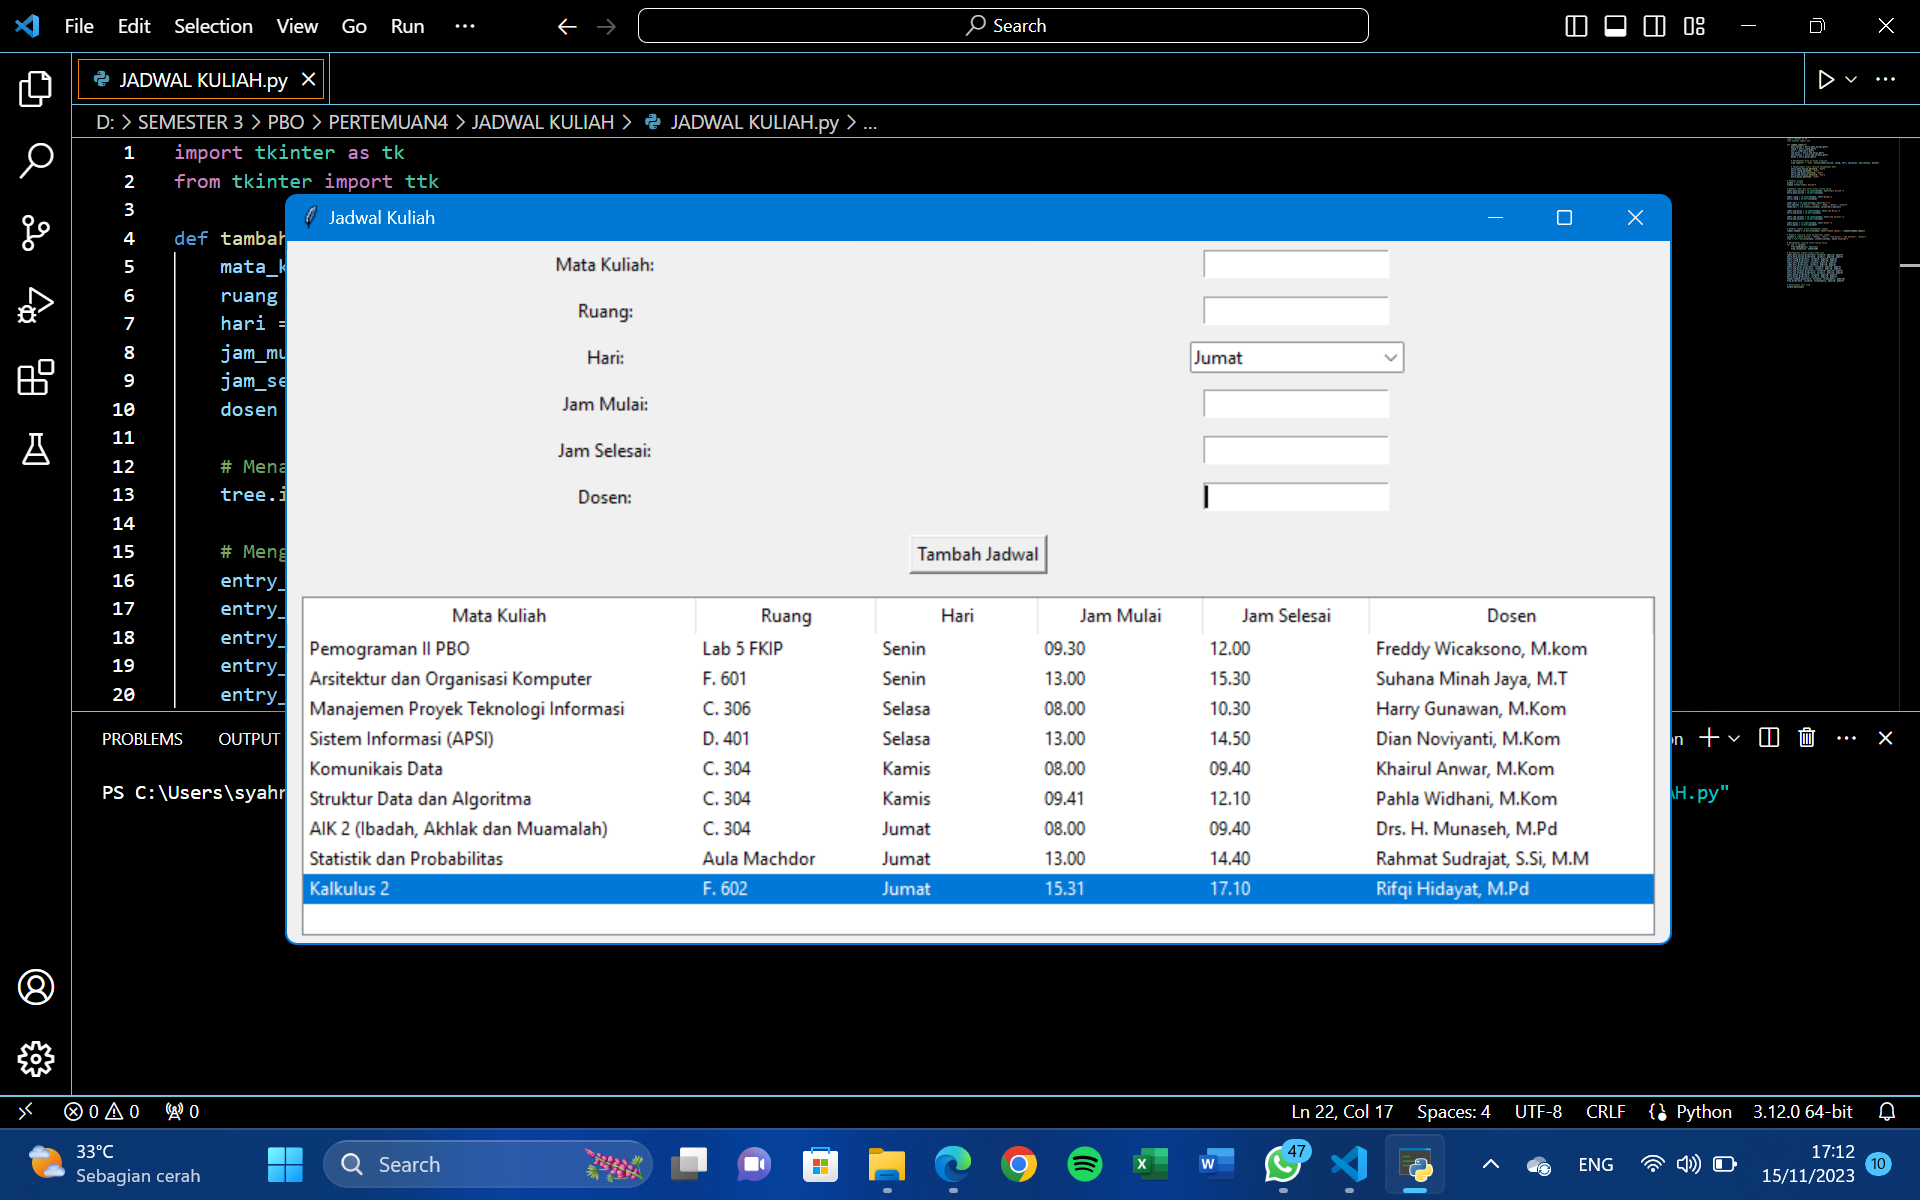 File Edit Selection View Go Run ···
Search
JADWAL KULIAH.py
D: > SEMESTER 3 > PBO > PERTEMUAN4 > JADWAL KULIAH > JADWAL KULIAH.py > ...
1 import tkinter as tk
2 from tkinter import ttk
3
4 def tambah
5 mata_k
6 ruang
7 hari =
8 jam_mu
9 jam_se
10 dosen
11
12 # Mena
13 tree.i
14
15 # Meng
16 entry_
17 entry_
18 entry_
19 entry_
20 entry_
Jadwal Kuliah
Mata Kuliah:
Ruang:
Hari: Jumat
Jam Mulai:
Jam Selesai:
Dosen:
Tambah Jadwal
Mata Kuliah Ruang Hari Jam Mulai Jam Selesai Dosen
Pemograman II PBO Lab 5 FKIP Senin 09.30 12.00 Freddy Wicaksono, M.kom
Arsitektur dan Organisasi Komputer F. 601 Senin 13.00 15.30 Suhana Minah Jaya, M.T
Manajemen Proyek Teknologi Informasi C. 306 Selasa 08.00 10.30 Harry Gunawan, M.Kom
Sistem Informasi (APSI) D. 401 Selasa 13.00 14.50 Dian Noviyanti, M.Kom
Komunikais Data C. 304 Kamis 08.00 09.40 Khairul Anwar, M.Kom
Struktur Data dan Algoritma C. 304 Kamis 09.41 12.10 Pahla Widhani, M.Kom
AIK 2 (Ibadah, Akhlak dan Muamalah) C. 304 Jumat 08.00 09.40 Drs. H. Munaseh, M.Pd
Statistik dan Probabilitas Aula Machdor Jumat 13.00 14.40 Rahmat Sudrajat, S.Si, M.M
Kalkulus 2 F. 602 Jumat 15.31 17.10 Rifqi Hidayat, M.Pd
PROBLEMS OUTPUT
PS C:\Users\syahr
AH.py"
0 0 0
Ln 22, Col 17 Spaces: 4 UTF-8 CRLF Python 3.12.0 64-bit
33°C
Sebagian cerah
Search
47
ENG
17:12
15/11/2023
10